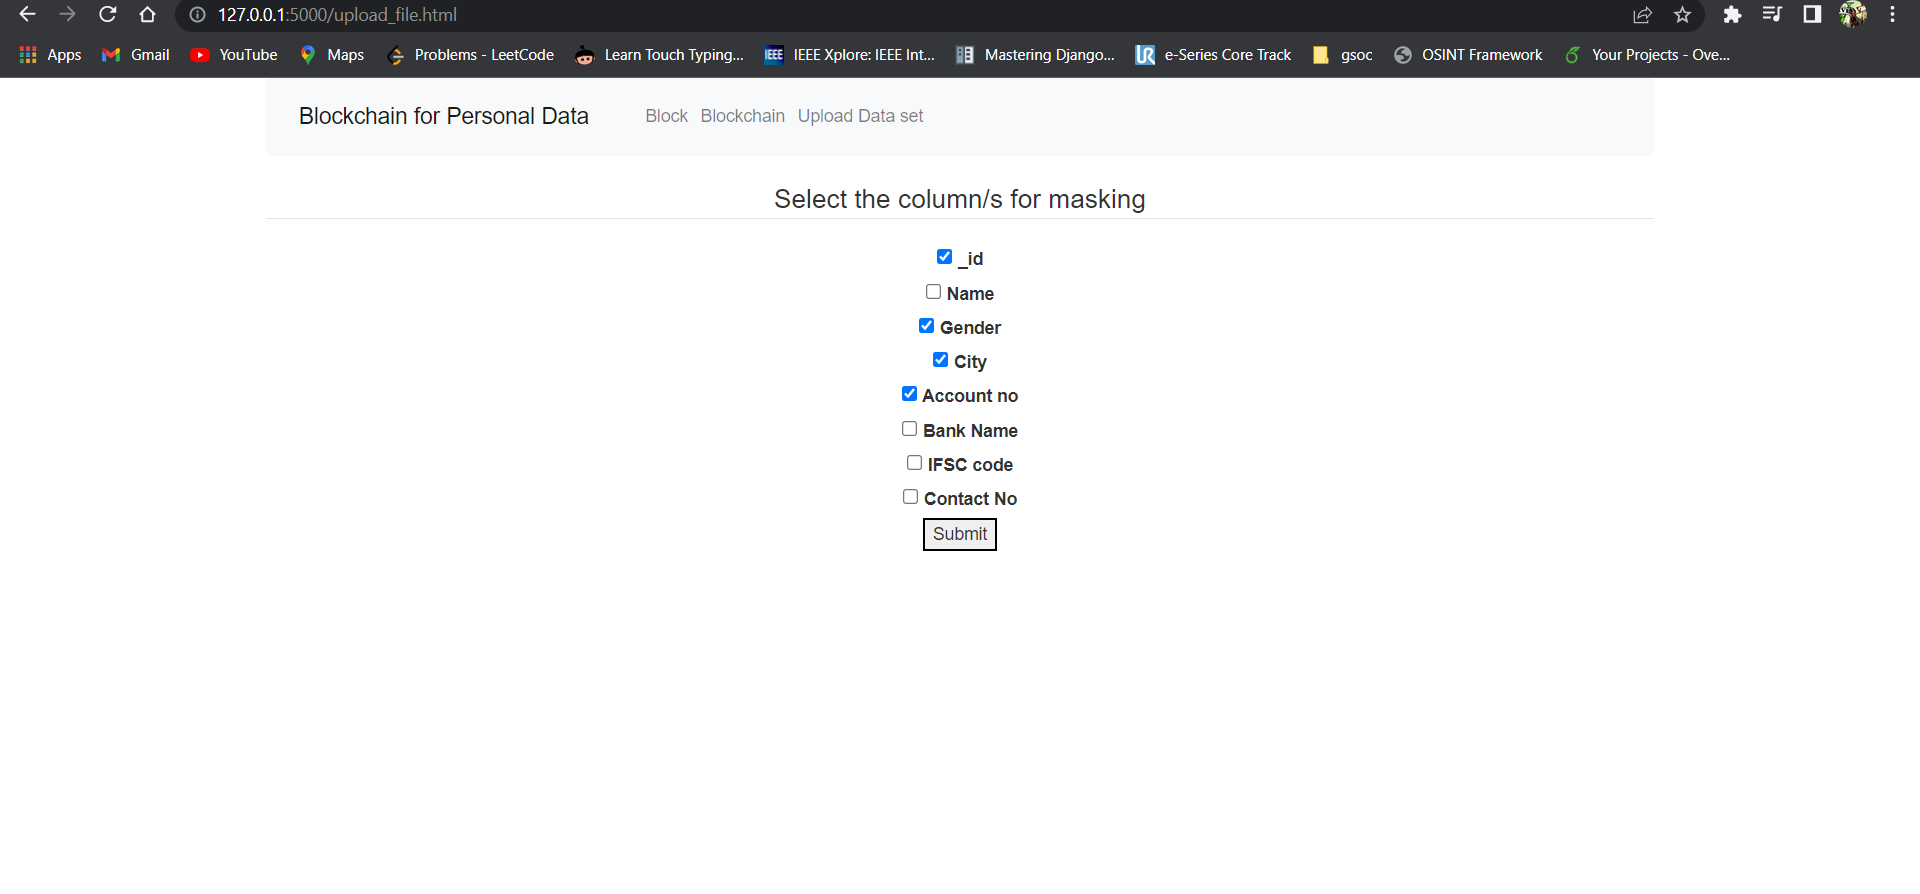 127.0.0.1:5000/upload_file.html
Apps Gmail YouTube Maps Problems - LeetCode Learn Touch Typing... IEEE IEEE Xplore: IEEE Int... Mastering Django... UR e-Series Core Track gsoc OSINT Framework Your Projects - Ove...
Blockchain for Personal Data Block Blockchain Upload Data set
Select the column/s for masking
_id
Name
Gender
City
Account no
Bank Name
IFSC code
Contact No
Submit